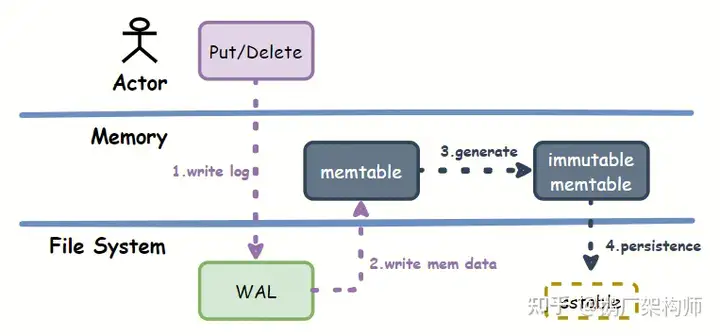 Put/Delete
Actor
Memory
1.write log
memtable
3.generate
immutable
memtable
File System
2.write mem data
4.persistence
WAL
sstable
知乎 @
厂架构师